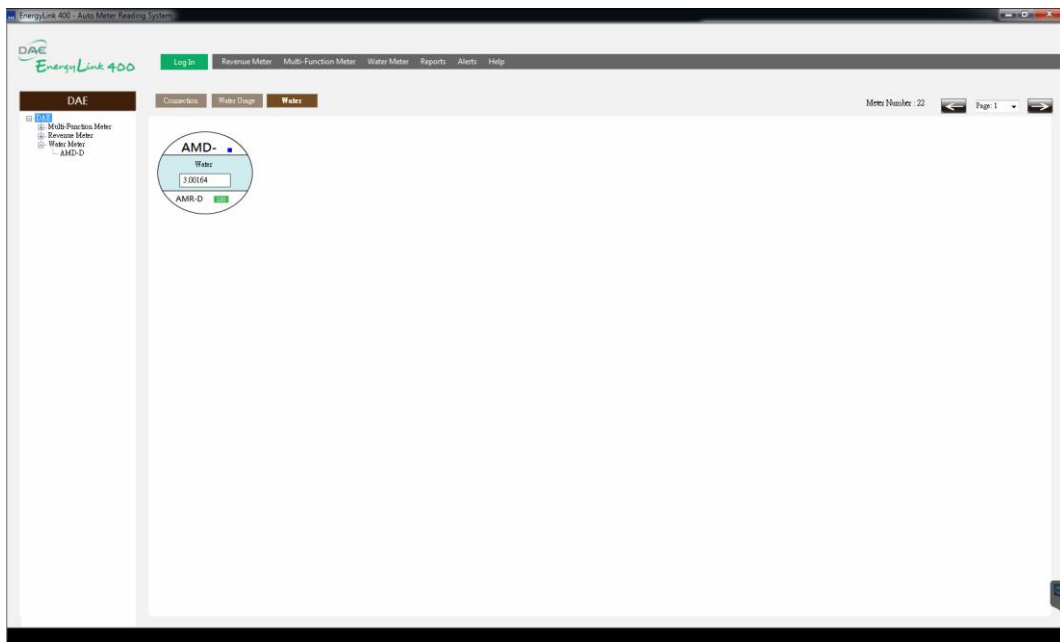 EnergyLink 400 - Auto Meter Reading System
DAE
EnergyLink 400
Log In Revenue Meter Multi-Function Meter Water Meter Reports Alerts Help
DAE
Connection Water Usage Water
Meter Number : 22
Page: 1
DAE
Multi-Function Meter
Revenue Meter
Water Meter
AMD-D
AMD-
Water
3.00164
AMR-D